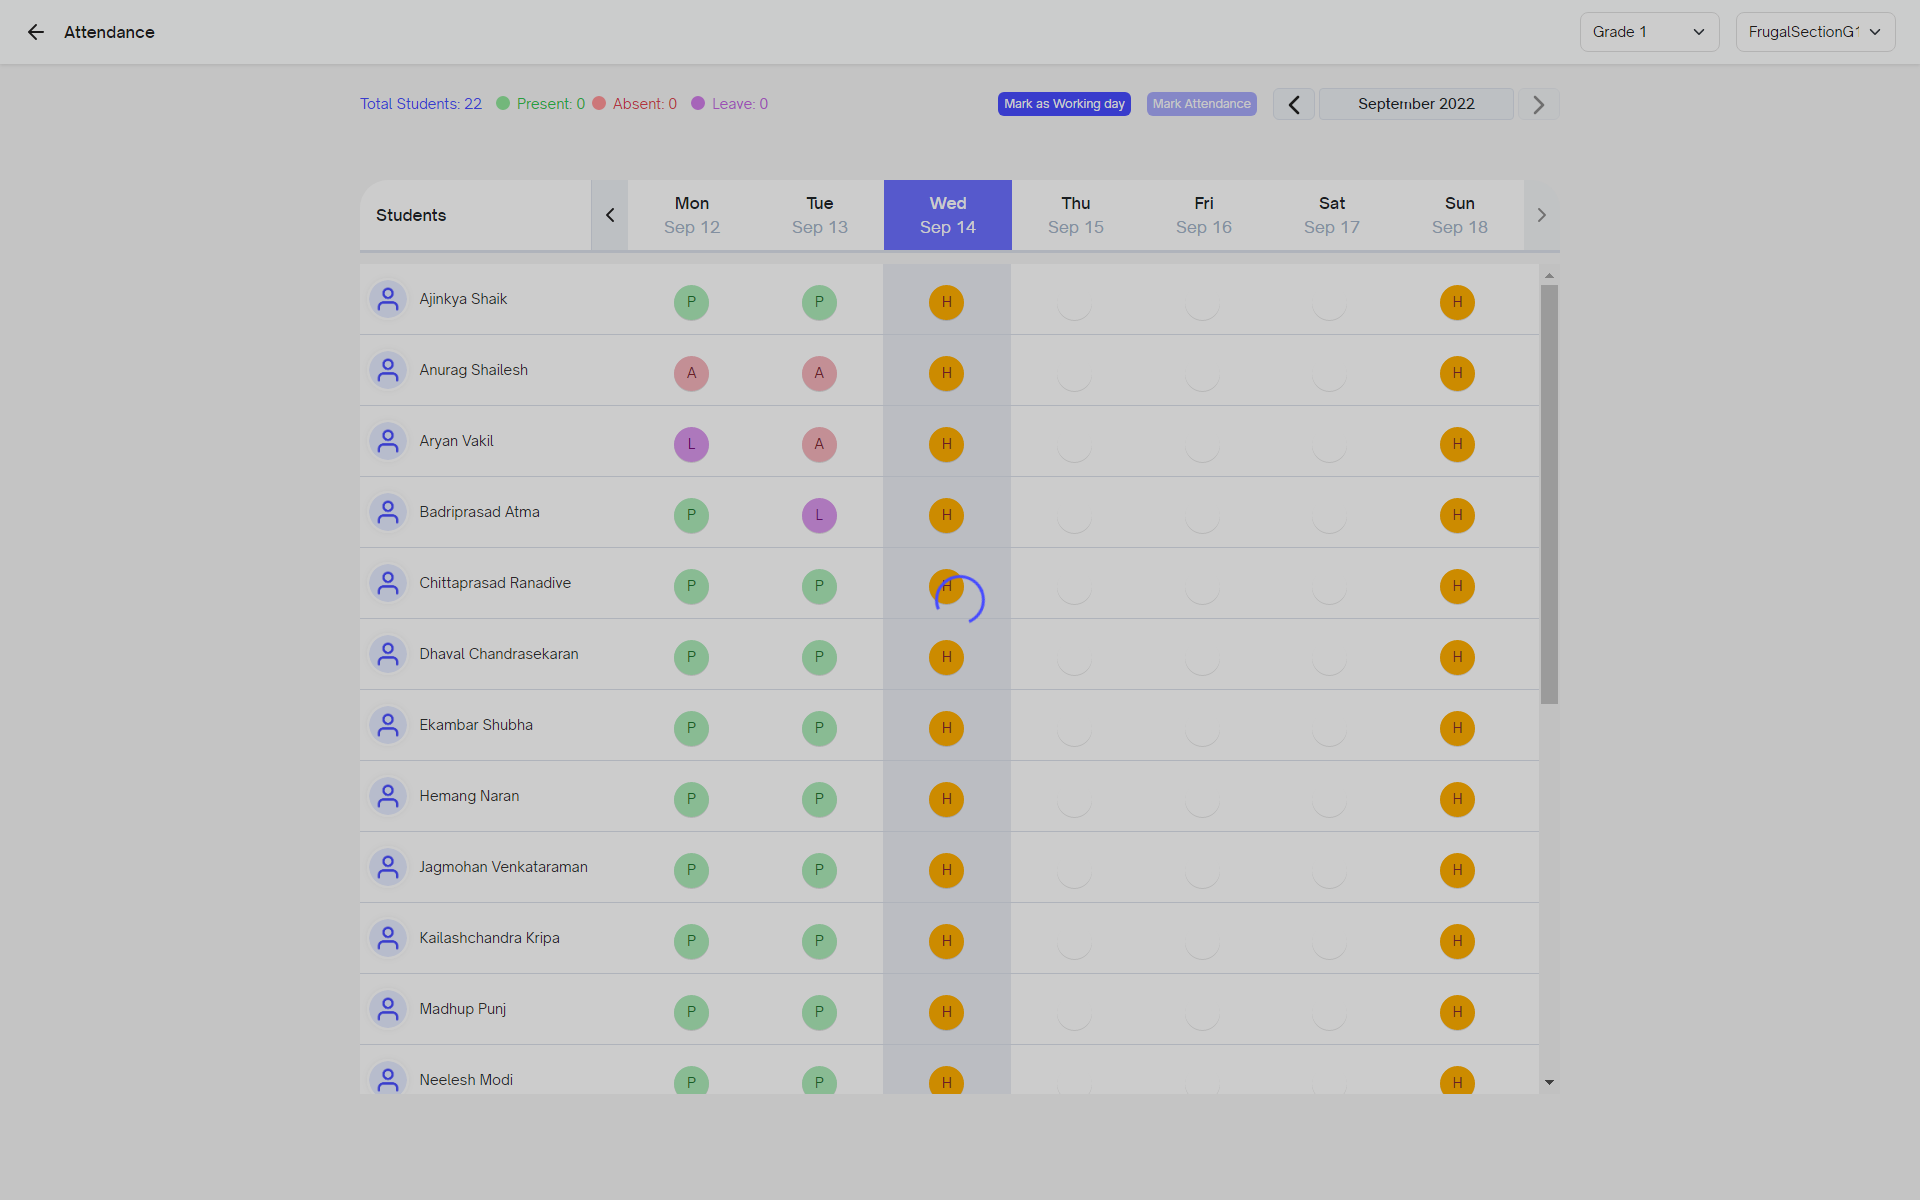 Attendance
Grade 1
FrugalSectionG1
Total Students: 22 Present: 0 Absent: 0 Leave: 0
Mark as Working day
Mark Attendance
September 2022
Students
Mon Tue Wed Thu Fri Sat Sun
Sep 12 Sep 13 Sep 14 Sep 15 Sep 16 Sep 17 Sep 18
Ajinkya Shaik P P H H
Anurag Shailesh A A H H
Aryan Vakil L A H H
Badriprasad Atma P L H H
Chittaprasad Ranadive P P H H
Dhaval Chandrasekaran P P H H
Ekambar Shubha P P H H
Hemang Naran P P H H
Jagmohan Venkataraman P P H H
Kailashchandra Kripa P P H H
Madhup Punj P P H H
Neelesh Modi P P H H